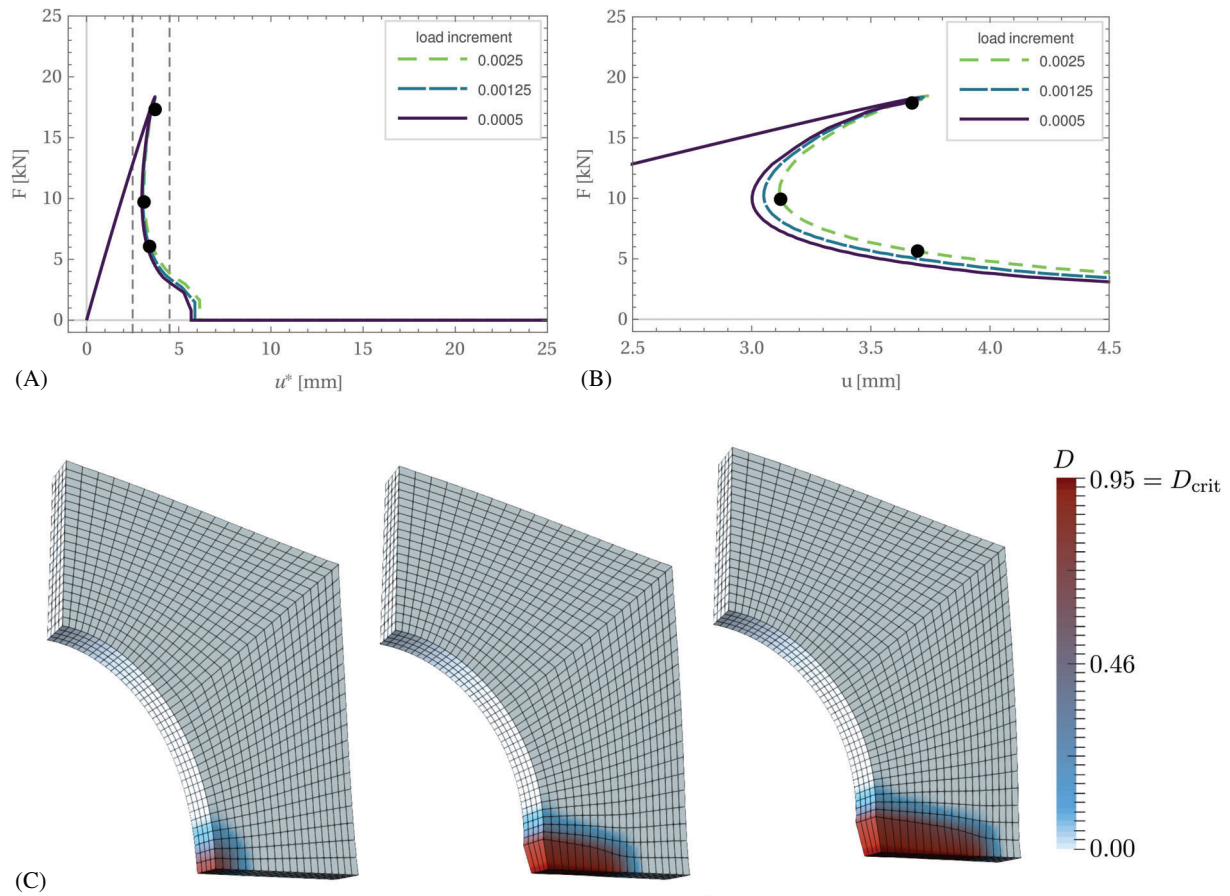 25
20
15
10
5
0
F [kN]
load increment
0.0025
0.00125
0.0005
0 5 10 15 20 25
u* [mm]
(A)
25
20
15
10
5
0
F [kN]
load increment
0.0025
0.00125
0.0005
2.5 3.0 3.5 4.0 4.5
u [mm]
(B)
D
0.95 = Dcrit
0.46
0.00
(C)